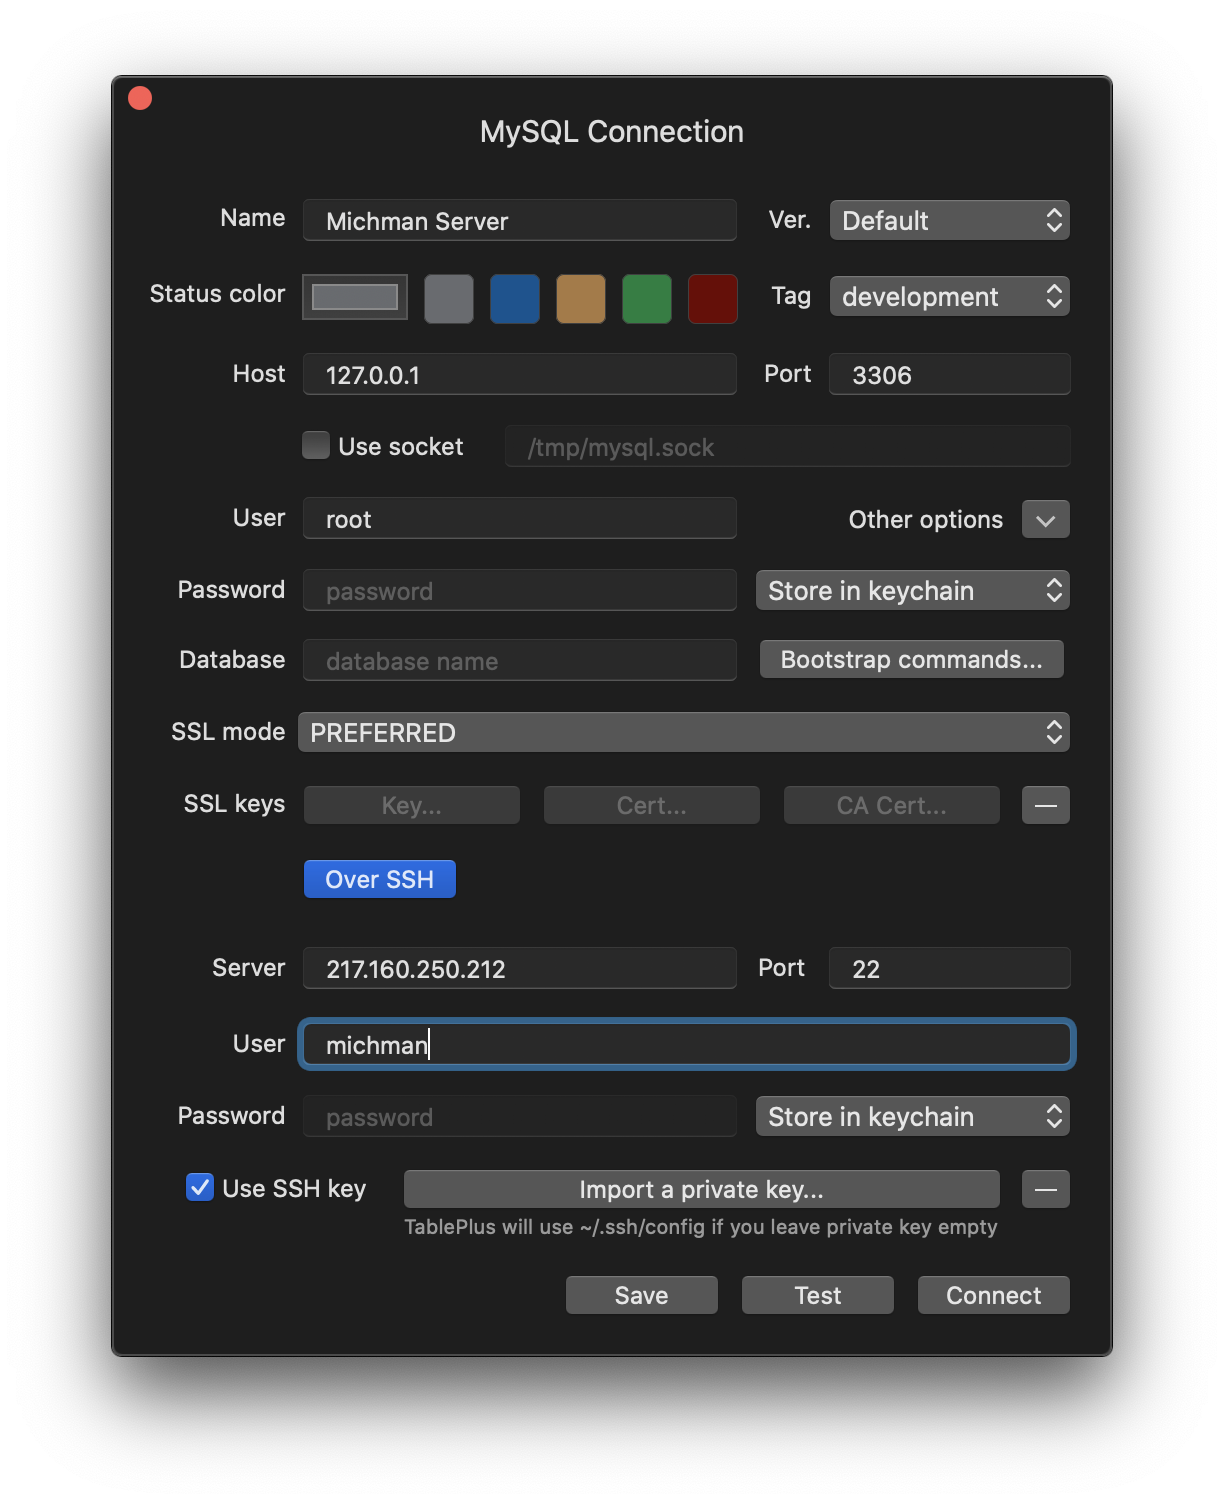 MySQL Connection
Name Michman Server Ver. Default
Status color Tag development
Host 127.0.0.1 Port 3306
Use socket /tmp/mysql.sock
User root Other options
Password password Store in keychain
Database database name Bootstrap commands...
SSL mode PREFERRED
SSL keys Key... Cert... CA Cert...
Over SSH
Server 217.160.250.212 Port 22
User michman
Password password Store in keychain
Use SSH key Import a private key...
TablePlus will use ~/.ssh/config if you leave private key empty
Save Test Connect